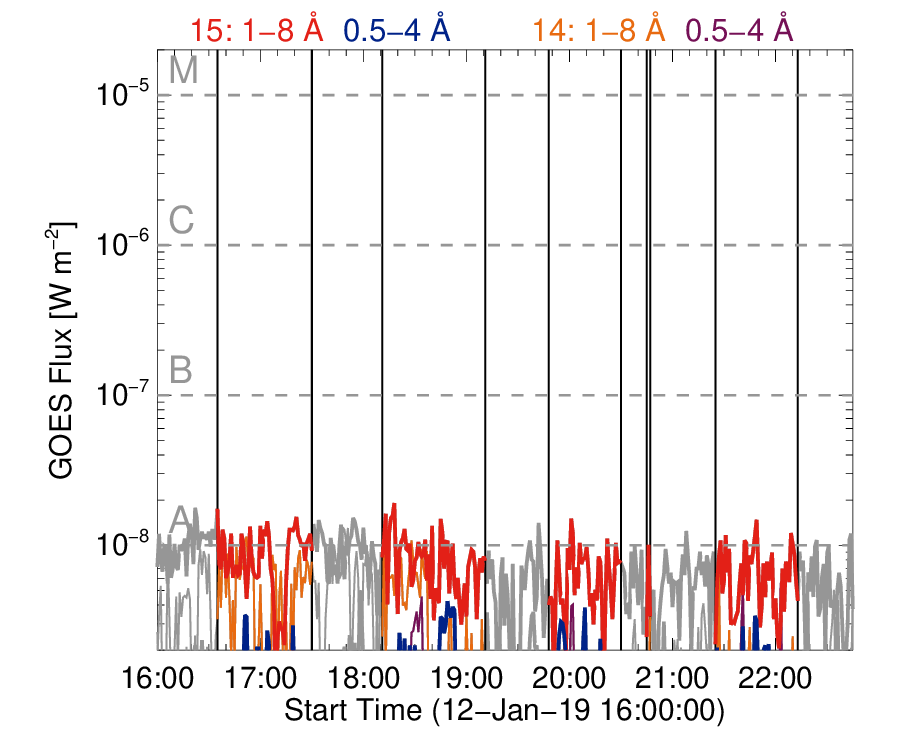 15: 1−8 Å 0.5−4 Å 14: 1−8 Å 0.5−4 Å
M
10⁻⁵
C
10⁻⁶
B
10⁻⁷
A
10⁻⁸
GOES Flux [W m⁻²]
16:00 17:00 18:00 19:00 20:00 21:00 22:00
Start Time (12−Jan−19 16:00:00)